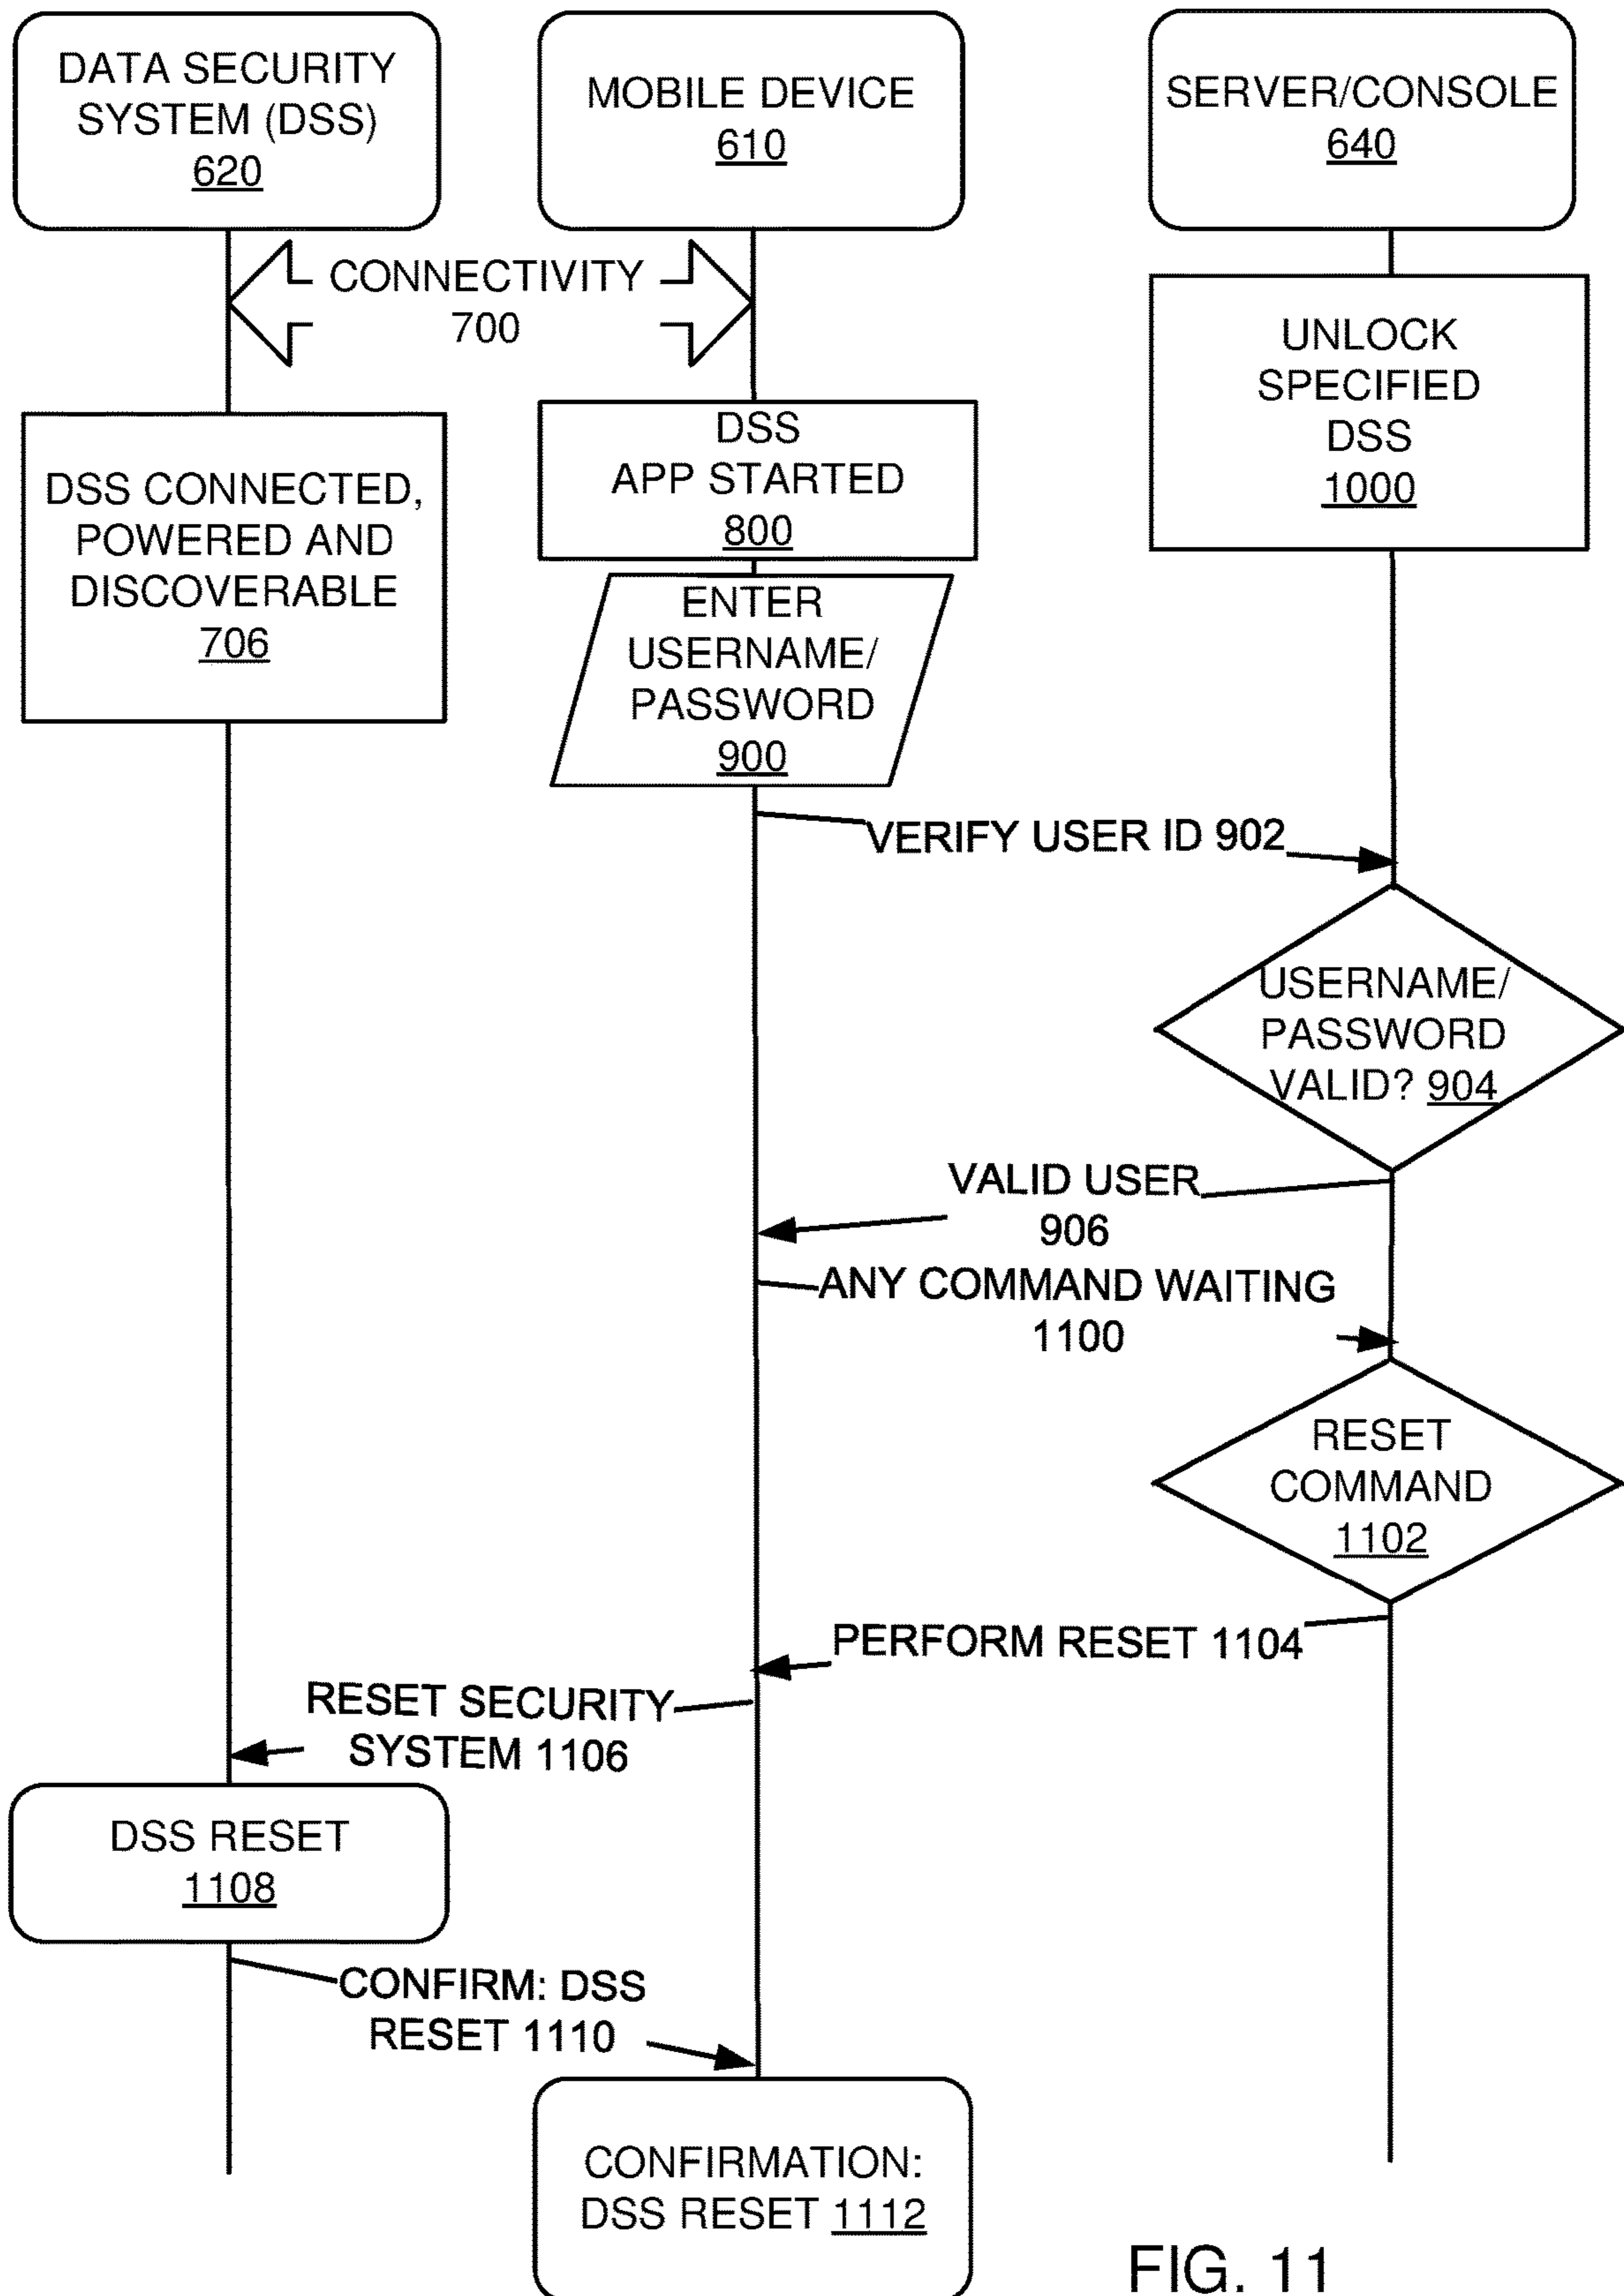 DATA SECURITY
SYSTEM (DSS)
620
MOBILE DEVICE
610
SERVER/CONSOLE
640
CONNECTIVITY
700
UNLOCK
SPECIFIED
DSS
1000
DSS CONNECTED,
POWERED AND
DISCOVERABLE
706
DSS
APP STARTED
800
ENTER
USERNAME/
PASSWORD
900
VERIFY USER ID 902
USERNAME/
PASSWORD
VALID? 904
VALID USER
906
ANY COMMAND WAITING
1100
RESET
COMMAND
1102
PERFORM RESET 1104
RESET SECURITY
SYSTEM 1106
DSS RESET
1108
CONFIRM: DSS
RESET 1110
CONFIRMATION:
DSS RESET 1112
FIG. 11